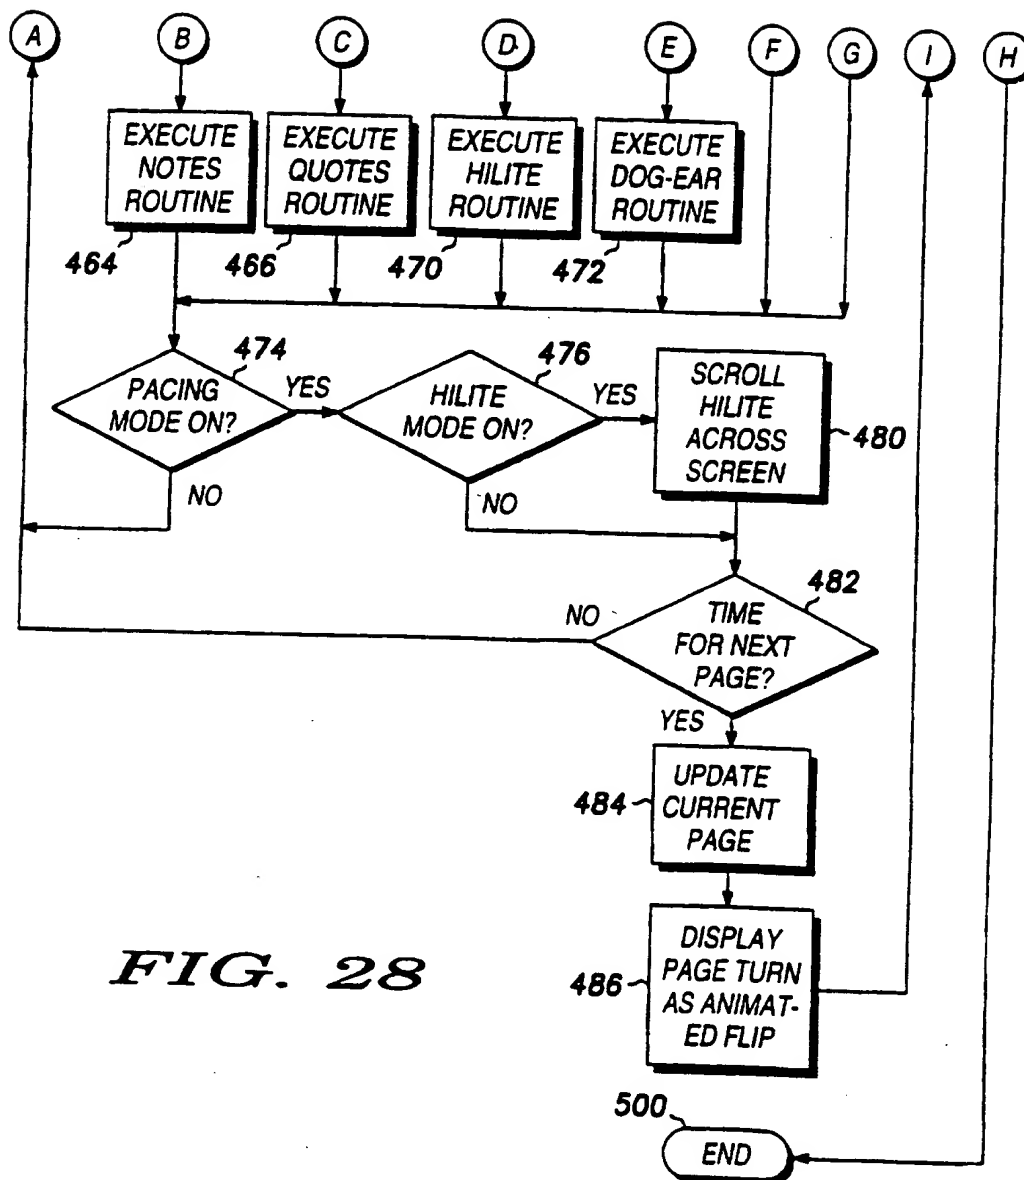 A
B
C
D
E
F
G
I
H
EXECUTE
NOTES
ROUTINE
464
EXECUTE
QUOTES
ROUTINE
466
EXECUTE
HILITE
ROUTINE
470
EXECUTE
DOG-EAR
ROUTINE
472
PACING
MODE ON?
474
YES
NO
HILITE
MODE ON?
476
YES
NO
SCROLL
HILITE
ACROSS
SCREEN
480
TIME
FOR NEXT
PAGE?
482
NO
YES
UPDATE
CURRENT
PAGE
484
DISPLAY
PAGE TURN
AS ANIMAT-
ED FLIP
486
FIG. 28
500
END